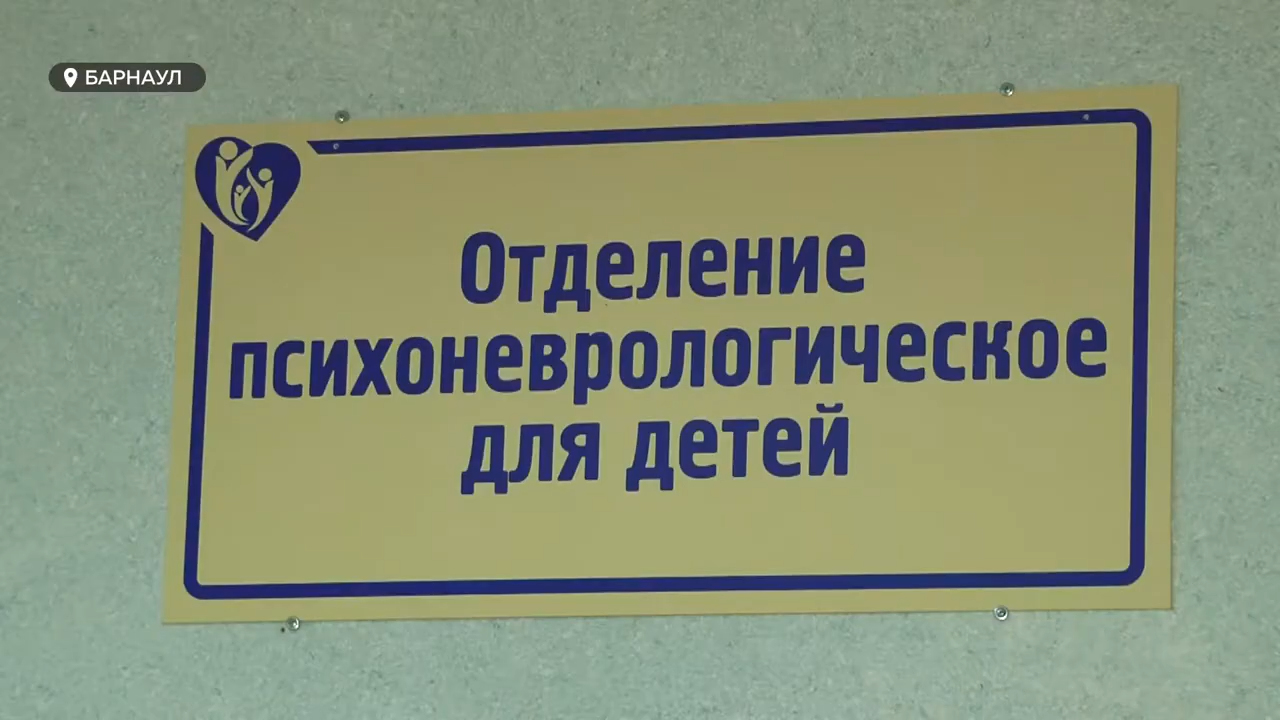 БАРНАУЛ
Отделение
психоневрологическое
для детей